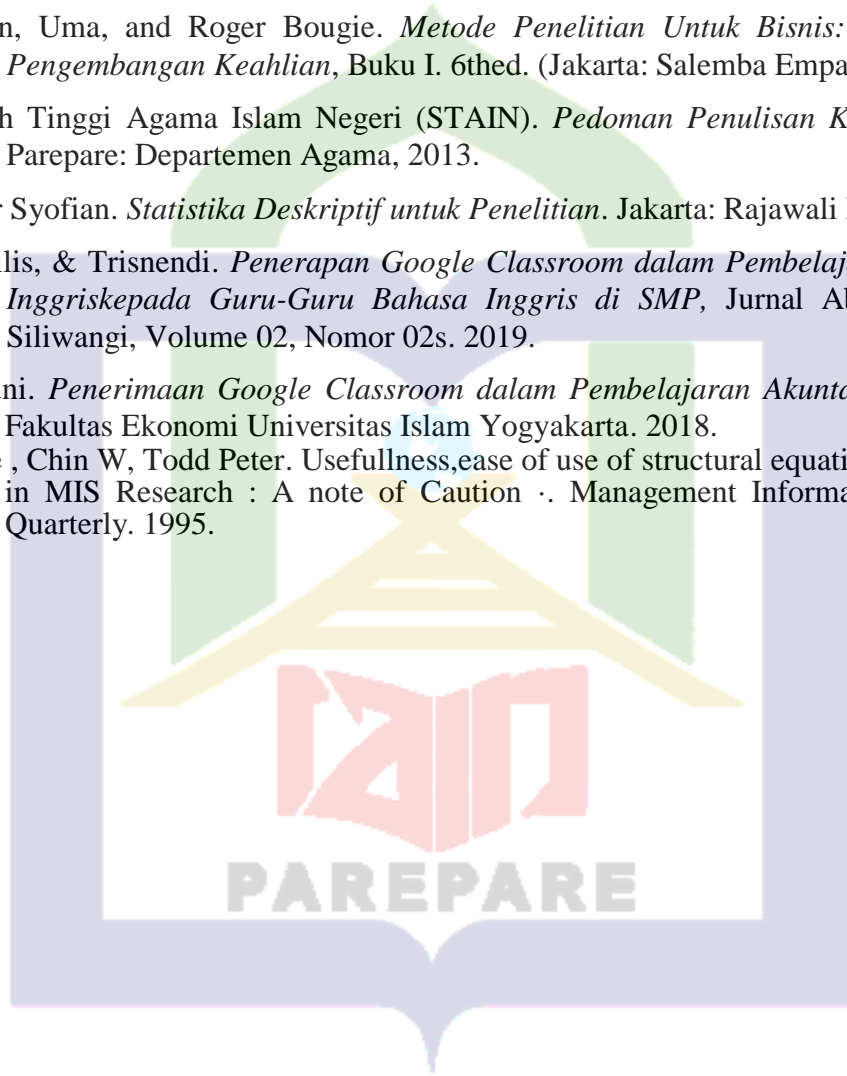 n, Uma, and Roger Bougie. Metode Penelitian Untuk Bisnis:
Pengembangan Keahlian, Buku I. 6thed. (Jakarta: Salemba Empa
h Tinggi Agama Islam Negeri (STAIN). Pedoman Penulisan K
Parepare: Departemen Agama, 2013.
r Syofian. Statistika Deskriptif untuk Penelitian. Jakarta: Rajawali
ilis, & Trisnendi. Penerapan Google Classroom dalam Pembelaja
Inggriskepada Guru-Guru Bahasa Inggris di SMP, Jurnal Ab
Siliwangi, Volume 02, Nomor 02s. 2019.
ni. Penerimaan Google Classroom dalam Pembelajaran Akunta
Fakultas Ekonomi Universitas Islam Yogyakarta. 2018.
e , Chin W, Todd Peter. Usefullness,ease of use of structural equati
in MIS Research : A note of Caution ·. Management Informa
Quarterly. 1995.
iain
PAREPARE